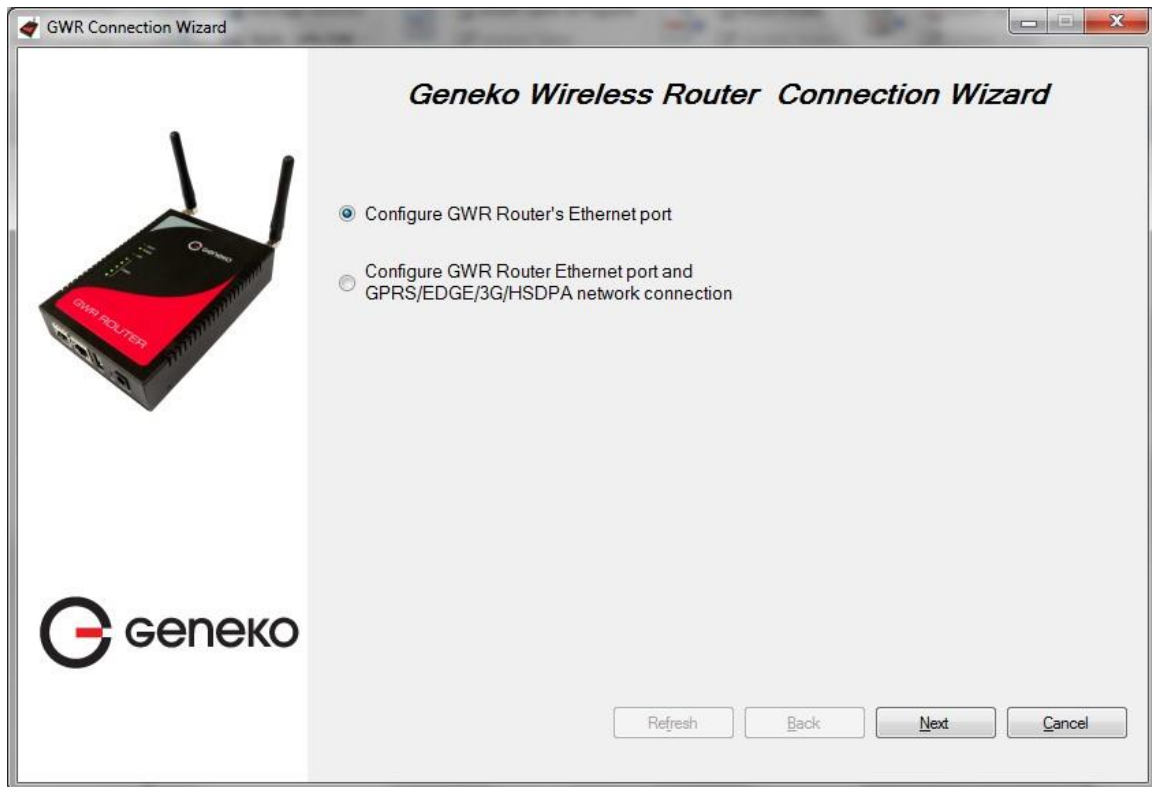 GWR Connection Wizard
Geneko Wireless Router Connection Wizard
Configure GWR Router's Ethernet port
Configure GWR Router Ethernet port and
GPRS/EDGE/3G/HSDPA network connection
GENEKO
GWR ROUTER
GENEKO
Refresh
Back
Next
Cancel